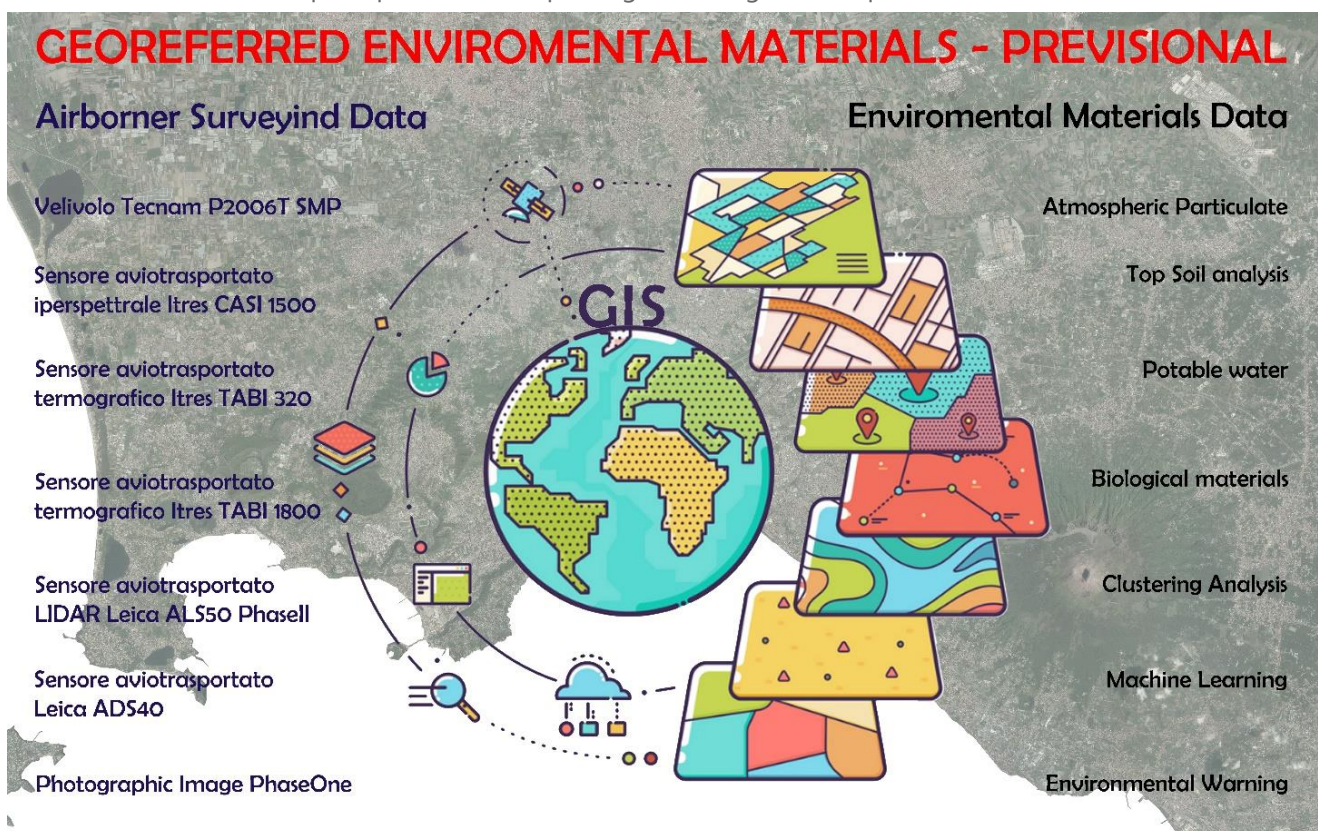 GEOREFERRED ENVIROMENTAL MATERIALS - PREVISIONAL
Airborner Surveyind Data
Enviromental Materials Data
Velivolo Tecnam P2006T SMP
Sensore aviotrasportato
iperspettrale Itres CASI 1500
Sensore aviotrasportato
termografico Itres TABI 320
Sensore aviotrasportato
termografico Itres TABI 1800
Sensore aviotrasportato
LIDAR Leica ALS50 PhaseII
Sensore aviotrasportato
Leica ADS40
Photographic Image PhaseOne
GIS
Atmospheric Particulate
Top Soil analysis
Potable water
Biological materials
Clustering Analysis
Machine Learning
Environmental Warning